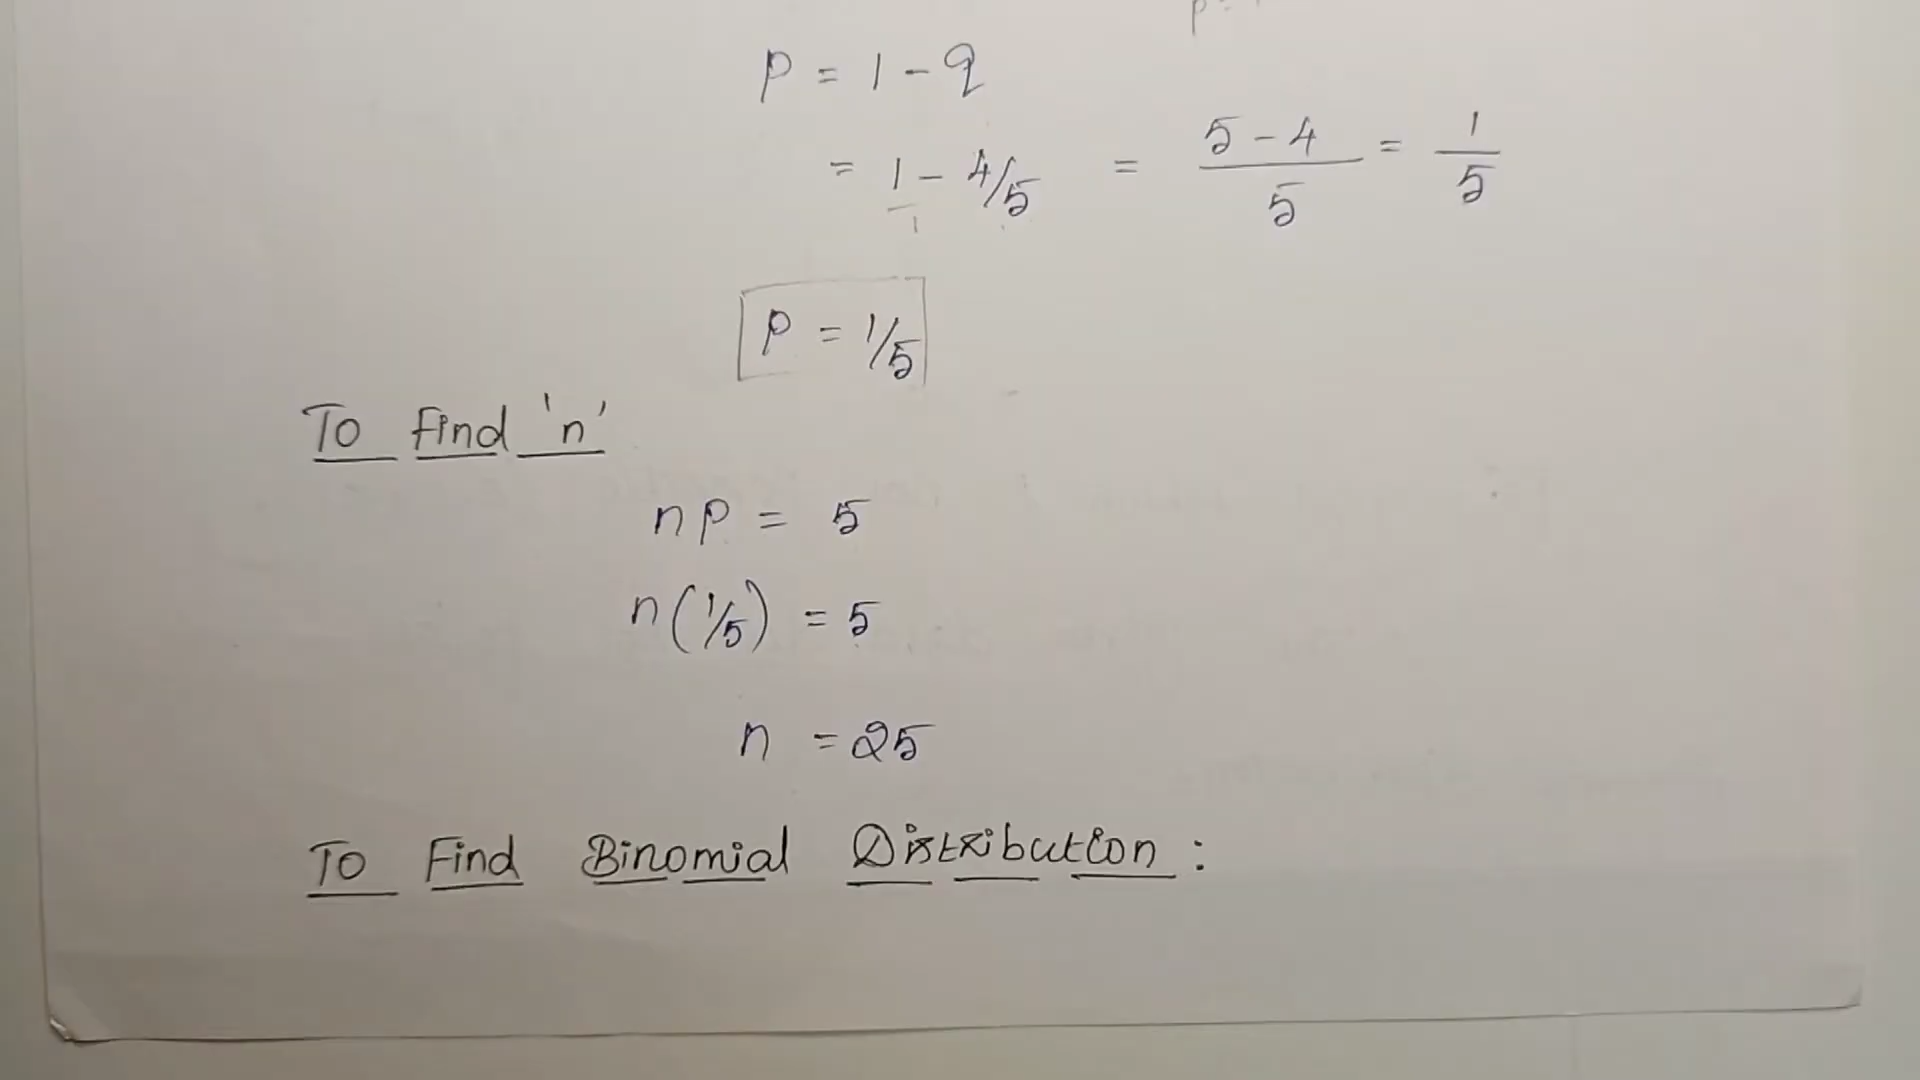 P = 1 - q
= 1 - 4/5 = (5 - 4)/5 = 1/5
P = 1/5
To Find 'n'
np = 5
n(1/5) = 5
n = 25
To Find Binomial Distribution :